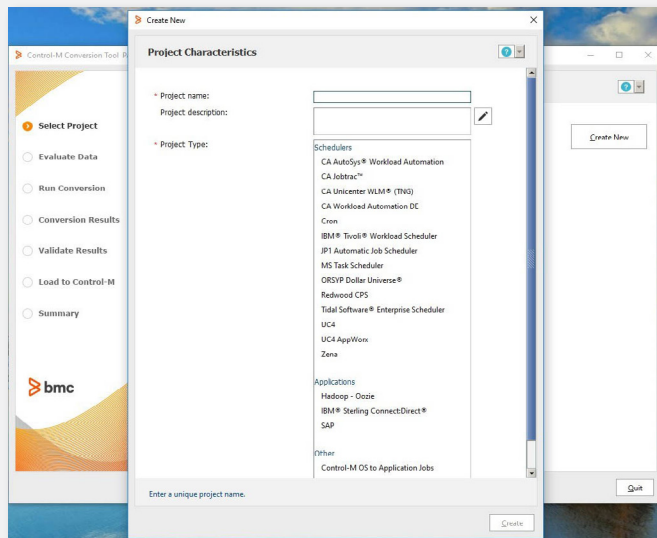 Create New
Project Characteristics
Control-M Conversion Tool
Select Project
Evaluate Data
Run Conversion
Conversion Results
Validate Results
Load to Control-M
Summary
bmc
* Project name:
Project description:
* Project Type:
Schedulers
CA AutoSys® Workload Automation
CA Jobtrac™
CA Unicenter WLM® (TNG)
CA Workload Automation DE
Cron
IBM® Tivoli® Workload Scheduler
JP1 Automatic Job Scheduler
MS Task Scheduler
ORSYP Dollar Universe®
Redwood CPS
Tidal Software® Enterprise Scheduler
UC4
UC4 AppWorx
Zena
Applications
Hadoop - Oozie
IBM® Sterling Connect:Direct®
SAP
Other
Control-M OS to Application Jobs
Enter a unique project name.
Create
Create New
Quit